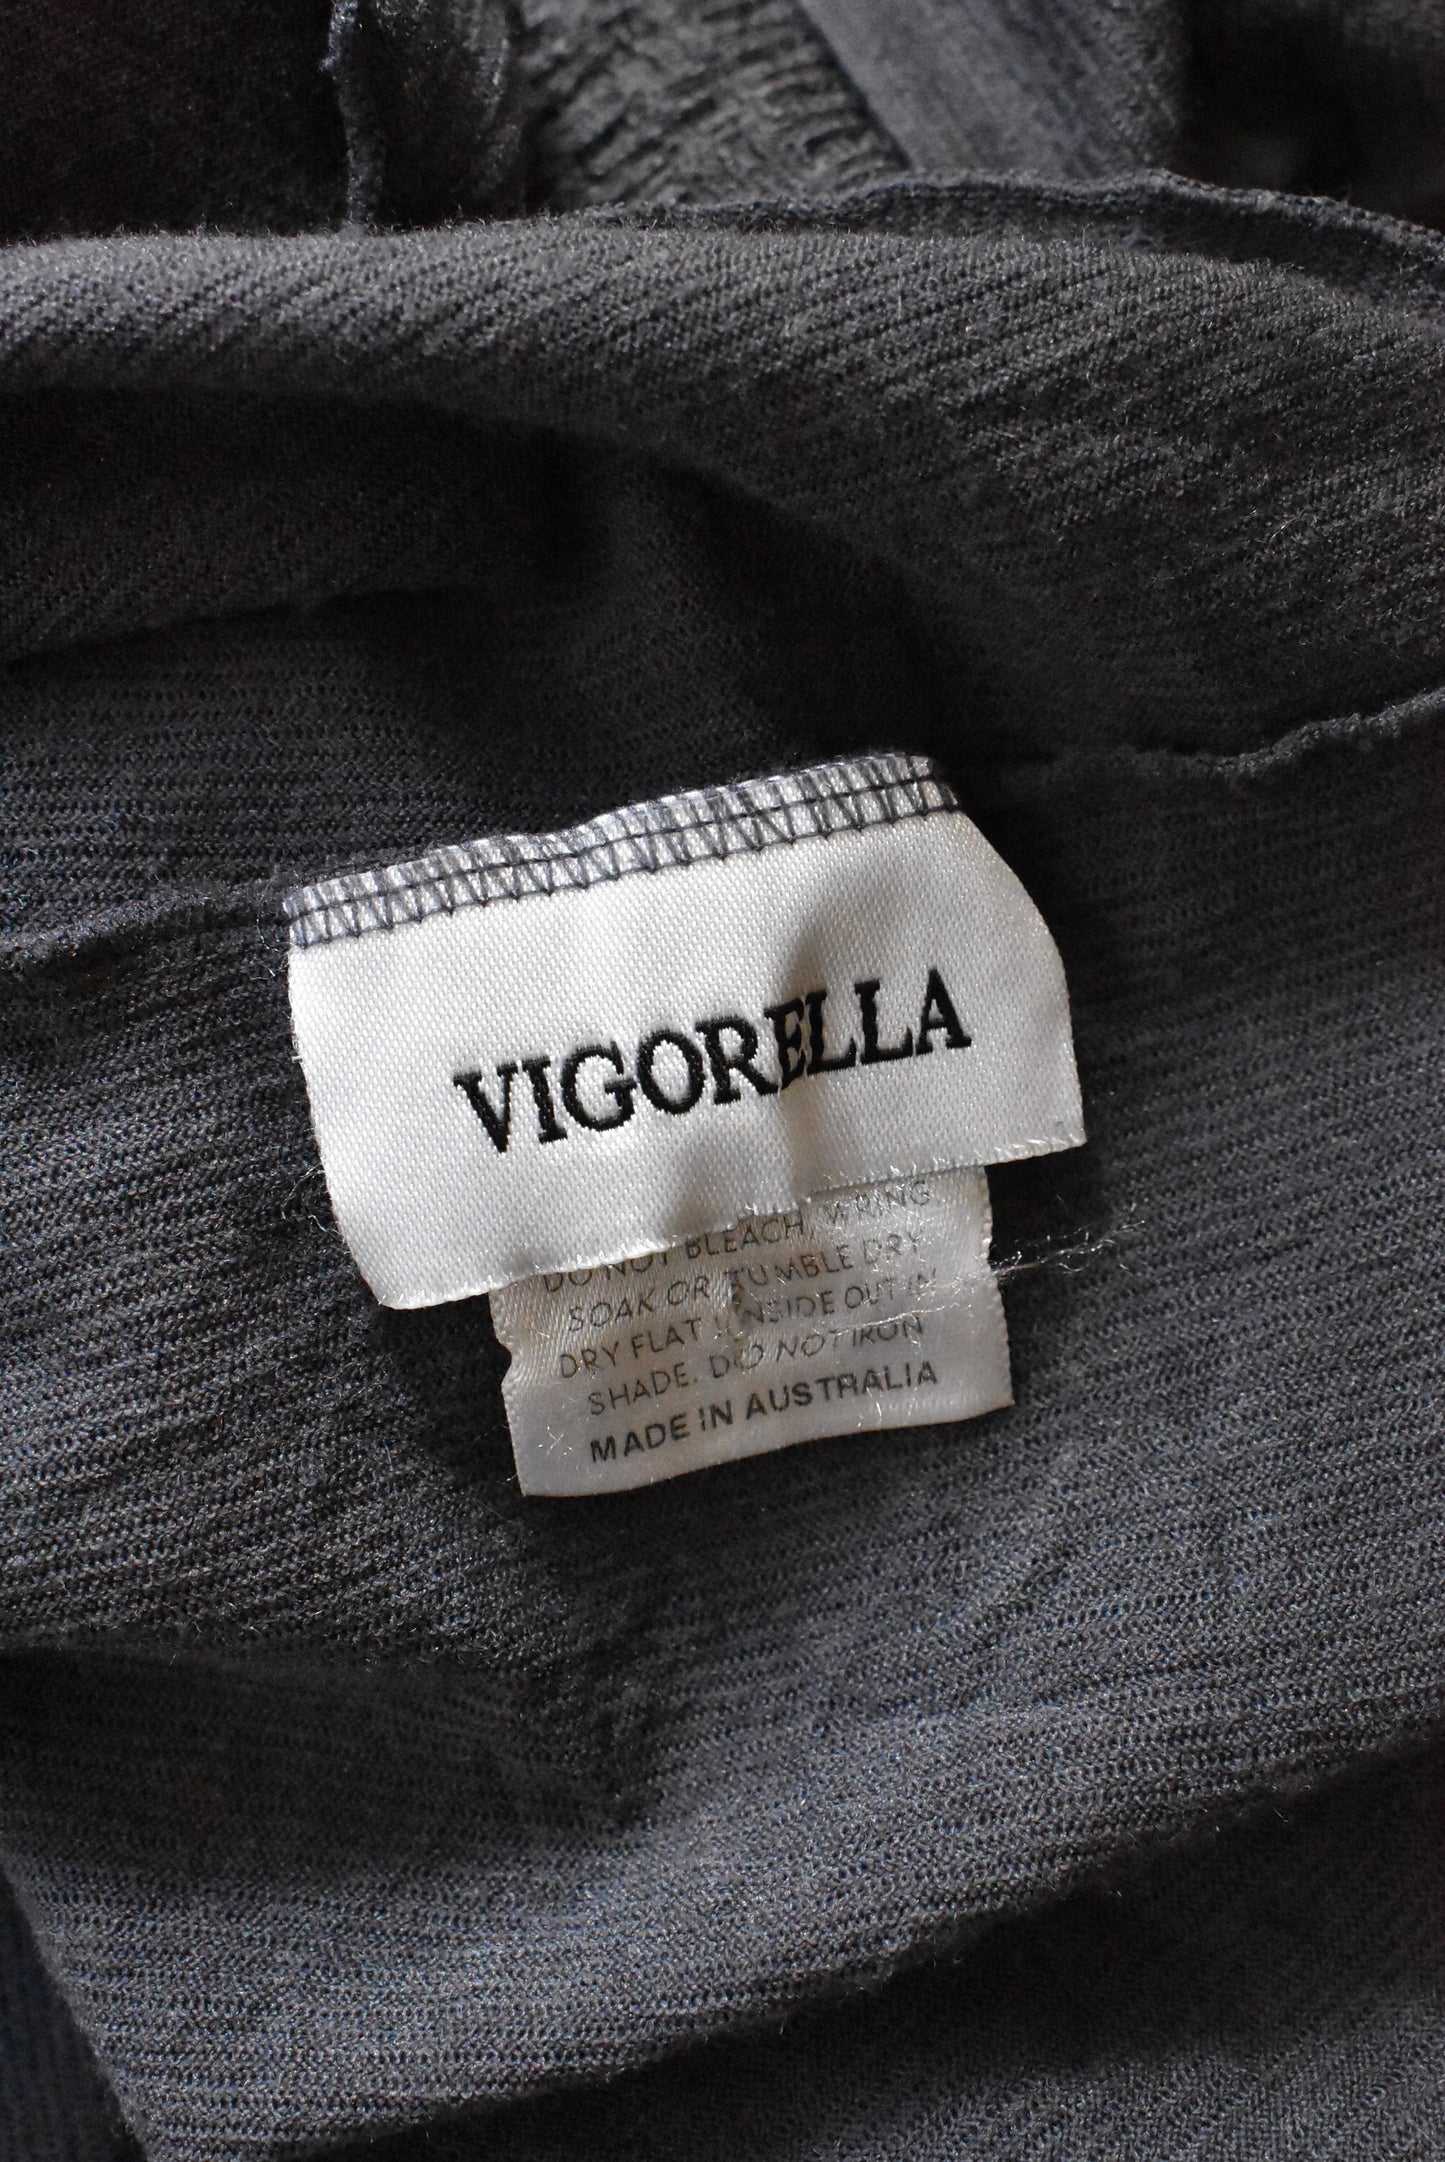 VIGORELLA
DO NOT BLEACH, WRING
SOAK OR TUMBLE DRY
DRY FLAT INSIDE OUT IN
SHADE. DO NOT IRON
MADE IN AUSTRALIA